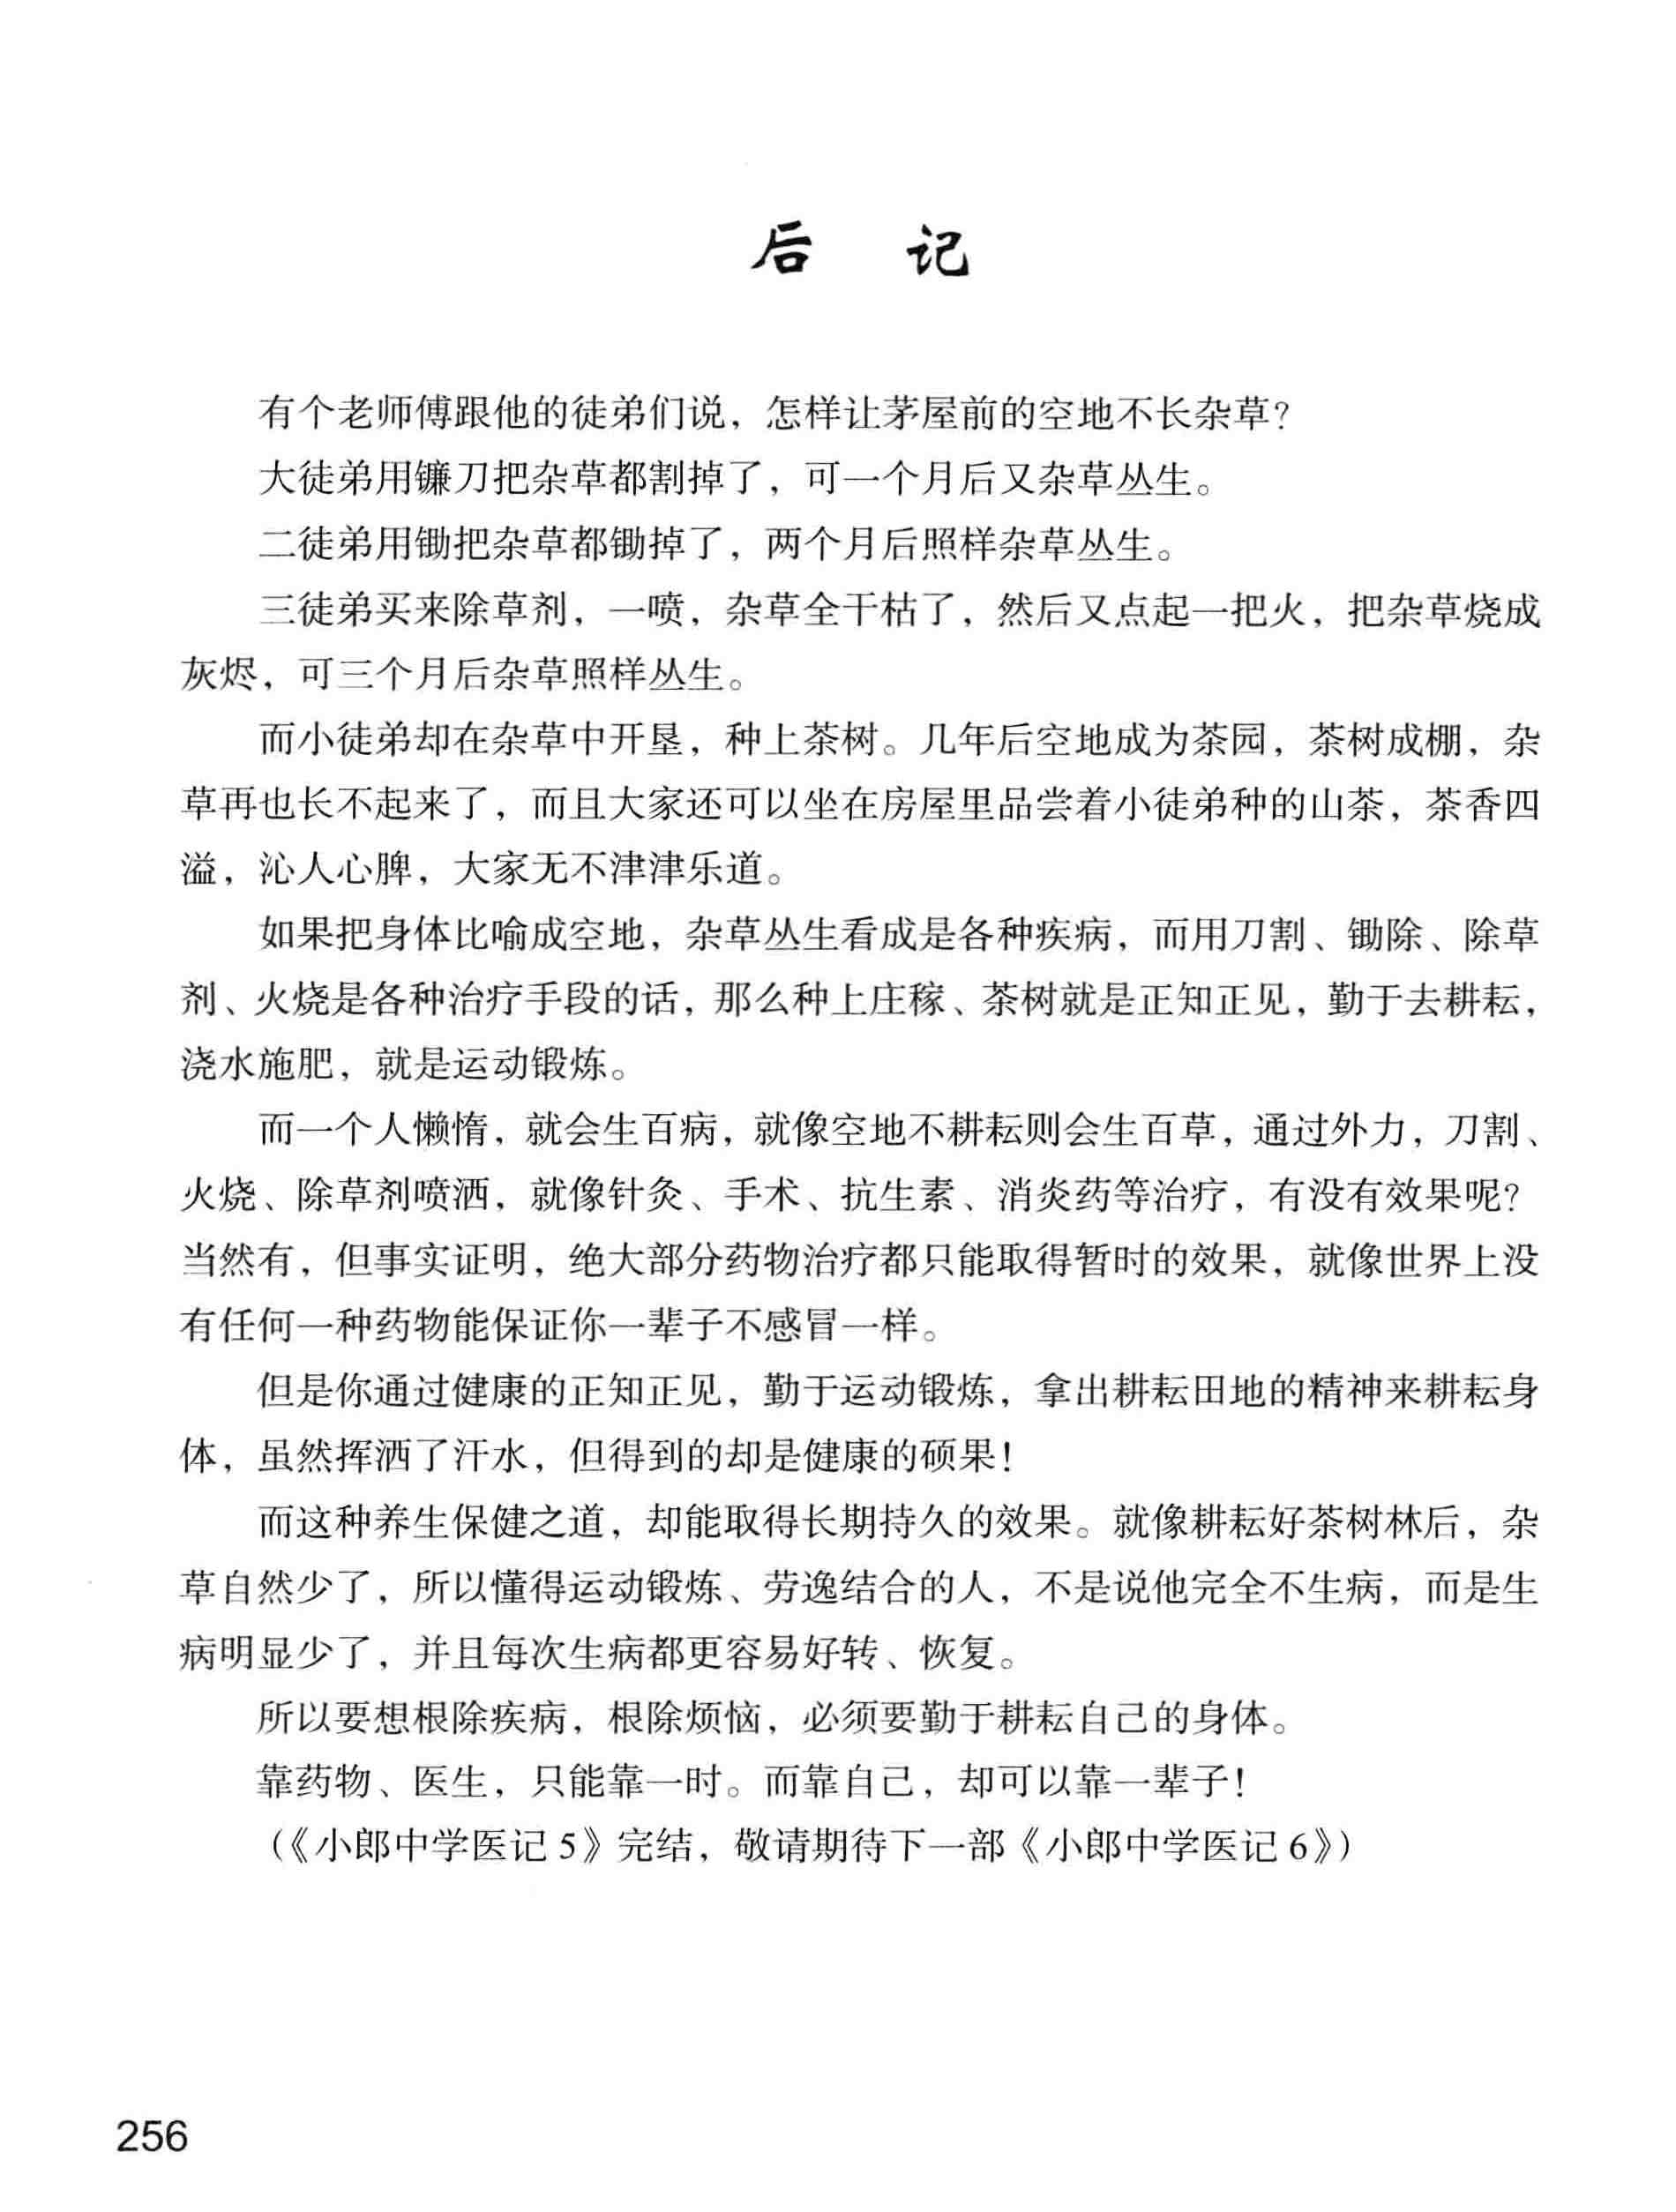 后 记
有个老师傅跟他的徒弟们说，怎样让茅屋前的空地不长杂草？
大徒弟用镰刀把杂草都割掉了，可一个月后又杂草丛生。
二徒弟用锄把杂草都锄掉了，两个月后照样杂草丛生。
三徒弟买来除草剂，一喷，杂草全干枯了，然后又点起一把火，把杂草烧成
灰烬，可三个月后杂草照样丛生。
而小徒弟却在杂草中开垦，种上茶树。几年后空地成为茶园，茶树成棚，杂
草再也长不起来了，而且大家还可以坐在房屋里品尝着小徒弟种的山茶，茶香四
溢，沁人心脾，大家无不津津乐道。
如果把身体比喻成空地，杂草丛生看成是各种疾病，而用刀割、锄除、除草
剂、火烧是各种治疗手段的话，那么种上庄稼、茶树就是正知正见，勤于去耕耘，
浇水施肥，就是运动锻炼。
而一个人懒惰，就会生百病，就像空地不耕耘则会生百草，通过外力，刀割、
火烧、除草剂喷洒，就像针灸、手术、抗生素、消炎药等治疗，有没有效果呢？
当然有，但事实证明，绝大部分药物治疗都只能取得暂时的效果，就像世界上没
有任何一种药物能保证你一辈子不感冒一样。
但是你通过健康的正知正见，勤于运动锻炼，拿出耕耘田地的精神来耕耘身
体，虽然挥洒了汗水，但得到的却是健康的硕果！
而这种养生保健之道，却能取得长期持久的效果。就像耕耘好茶树林后，杂
草自然少了，所以懂得运动锻炼、劳逸结合的人，不是说他完全不生病，而是生
病明显少了，并且每次生病都更容易好转、恢复。
所以要想根除疾病，根除烦恼，必须要勤于耕耘自己的身体。
靠药物、医生，只能靠一时。而靠自己，却可以靠一辈子！
（《小郎中学医记 5》完结，敬请期待下一部《小郎中学医记 6》）
256